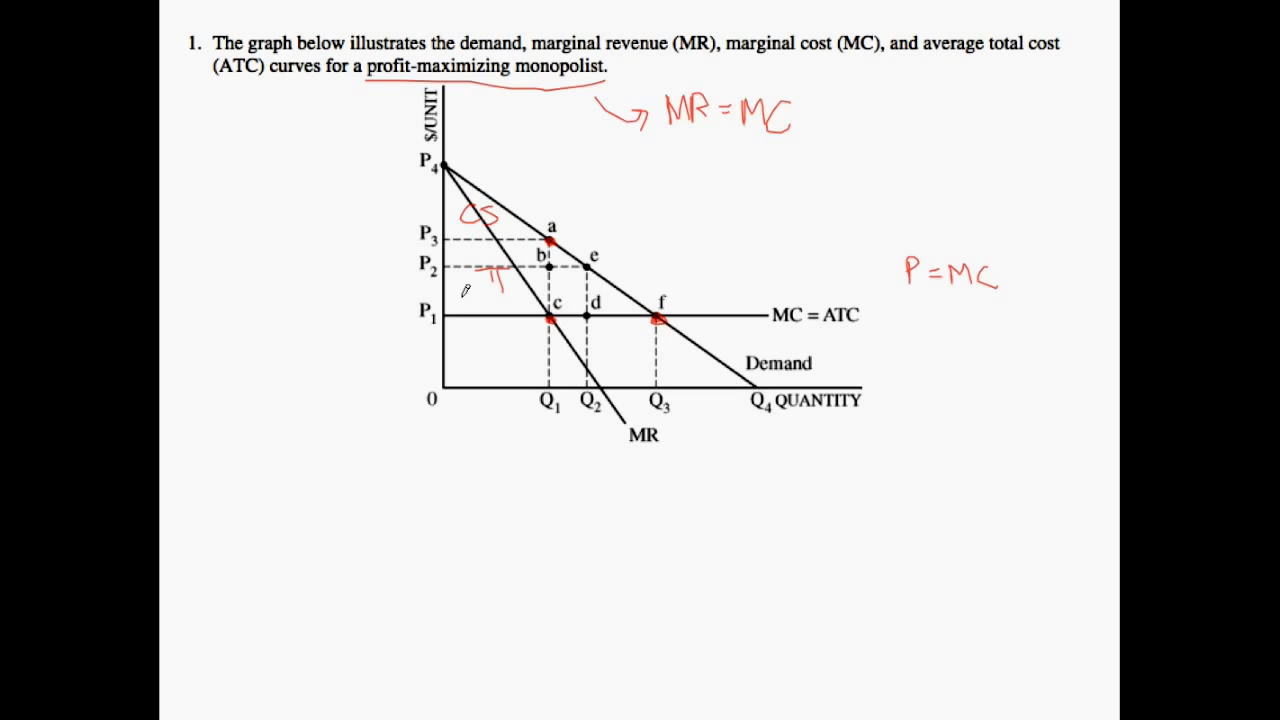 1. The graph below illustrates the demand, marginal revenue (MR), marginal cost (MC), and average total cost
(ATC) curves for a profit-maximizing monopolist.
$/UNIT
MR = MC
P4
CS
P3
a
P2
b
e
π
P = MC
P1
c
d
f
MC = ATC
Demand
0
Q1
Q2
Q3
Q4 QUANTITY
MR